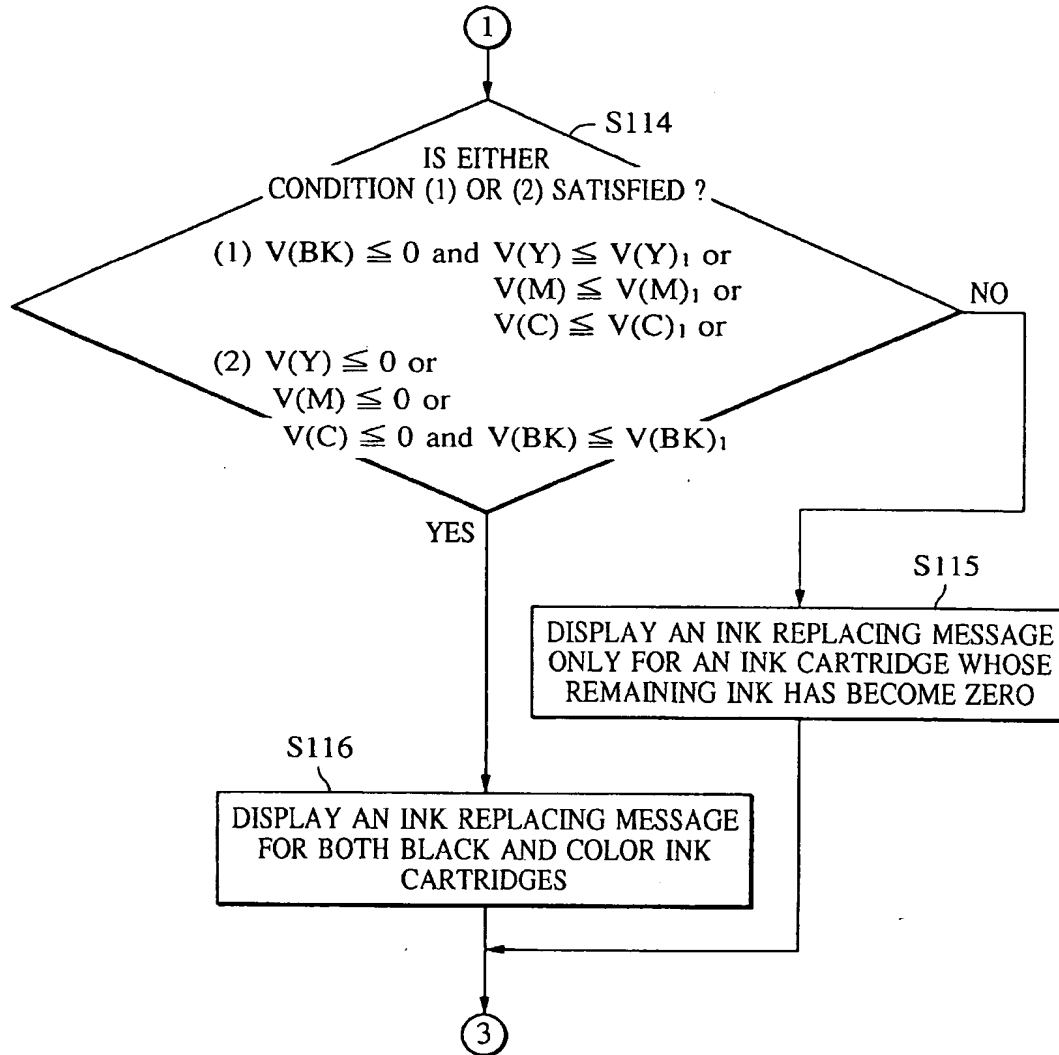 1
S114
IS EITHER
CONDITION (1) OR (2) SATISFIED ?
(1) V(BK) ≦ 0 and V(Y) ≦ V(Y)₁ or
V(M) ≦ V(M)₁ or
V(C) ≦ V(C)₁ or
NO
(2) V(Y) ≦ 0 or
V(M) ≦ 0 or
V(C) ≦ 0 and V(BK) ≦ V(BK)₁
YES
S115
DISPLAY AN INK REPLACING MESSAGE
ONLY FOR AN INK CARTRIDGE WHOSE
REMAINING INK HAS BECOME ZERO
S116
DISPLAY AN INK REPLACING MESSAGE
FOR BOTH BLACK AND COLOR INK
CARTRIDGES
3